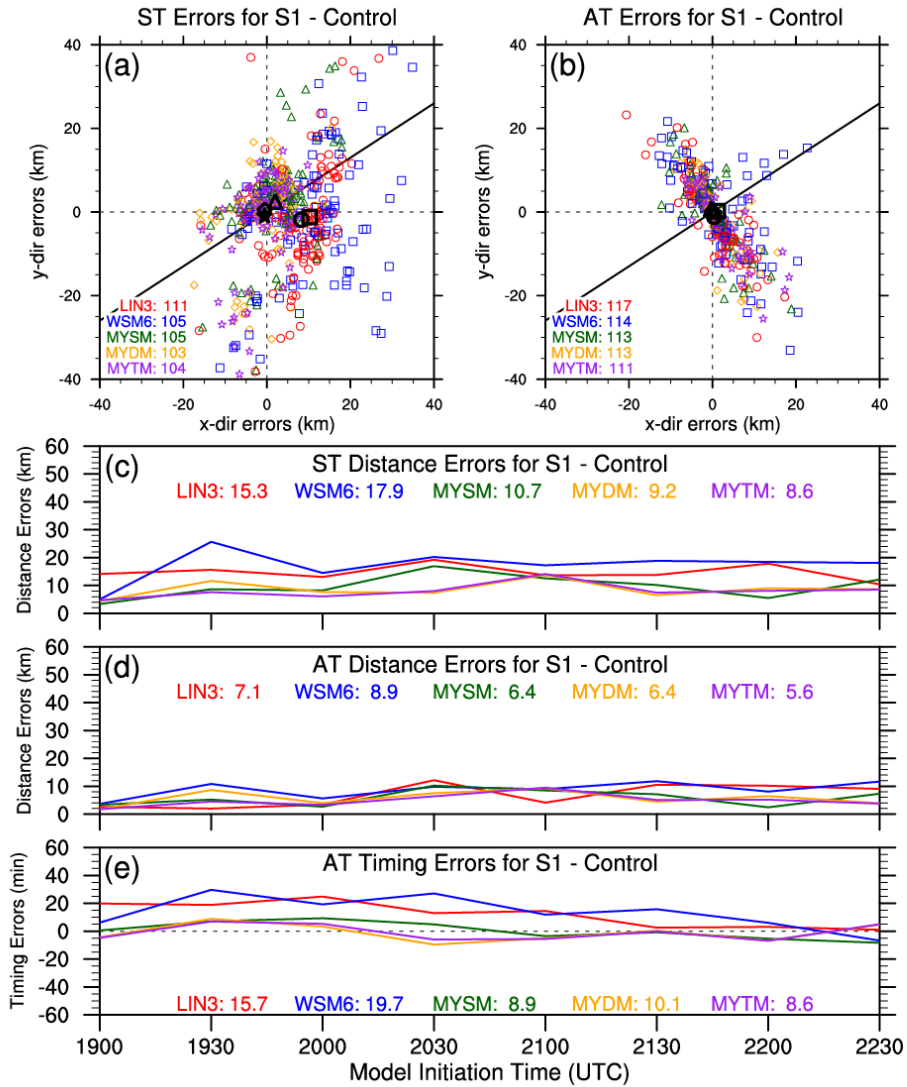 ST Errors for S1 - Control
AT Errors for S1 - Control
(a)
40
20
0
-20
-40
y-dir errors (km)
LIN3: 111
WSM6: 105
MYSM: 105
MYDM: 103
MYTM: 104
-40 -20 0 20 40
x-dir errors (km)
(b)
40
20
0
-20
-40
y-dir errors (km)
LIN3: 117
WSM6: 114
MYSM: 113
MYDM: 113
MYTM: 111
-40 -20 0 20 40
x-dir errors (km)
(c)
ST Distance Errors for S1 - Control
LIN3: 15.3 WSM6: 17.9 MYSM: 10.7 MYDM: 9.2 MYTM: 8.6
60
50
40
30
20
10
0
Distance Errors (km)
(d)
AT Distance Errors for S1 - Control
LIN3: 7.1 WSM6: 8.9 MYSM: 6.4 MYDM: 6.4 MYTM: 5.6
60
50
40
30
20
10
0
Distance Errors (km)
(e)
AT Timing Errors for S1 - Control
60
40
20
0
-20
-40
-60
Timing Errors (min)
LIN3: 15.7 WSM6: 19.7 MYSM: 8.9 MYDM: 10.1 MYTM: 8.6
1900 1930 2000 2030 2100 2130 2200 2230
Model Initiation Time (UTC)